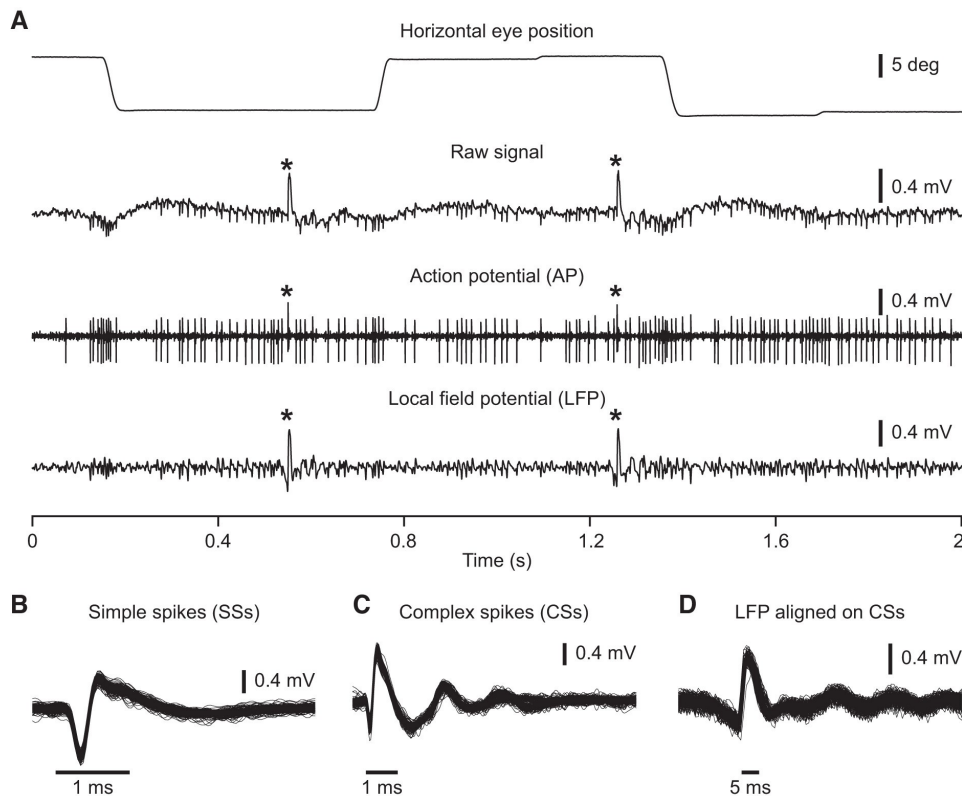 A
Horizontal eye position
5 deg
Raw signal
* *
0.4 mV
Action potential (AP)
* *
0.4 mV
Local field potential (LFP)
* *
0.4 mV
0 0.4 0.8 1.2 1.6 2
Time (s)
B Simple spikes (SSs)
0.4 mV
1 ms
C Complex spikes (CSs)
0.4 mV
1 ms
D LFP aligned on CSs
0.4 mV
5 ms